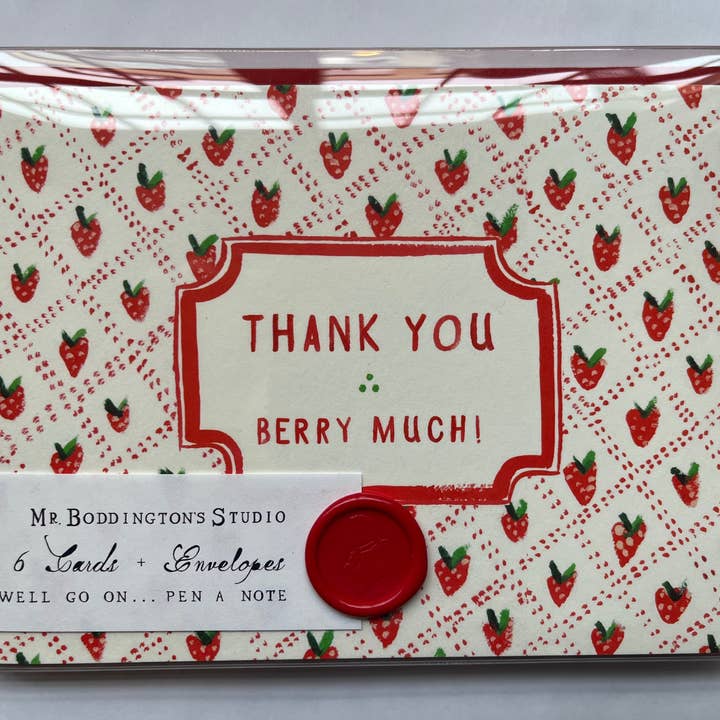 THANK YOU
BERRY MUCH!
MR. BODDINGTON'S STUDIO
6 Cards + Envelopes
WELL GO ON... PEN A NOTE